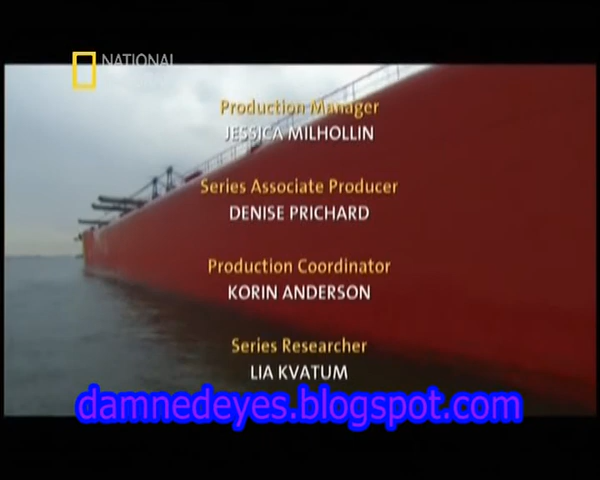 NATIONAL
Production Manager
JESSICA MILHOLLIN
Series Associate Producer
DENISE PRICHARD
Production Coordinator
KORIN ANDERSON
Series Researcher
LIA KVATUM
damnedeyes.blogspot.com